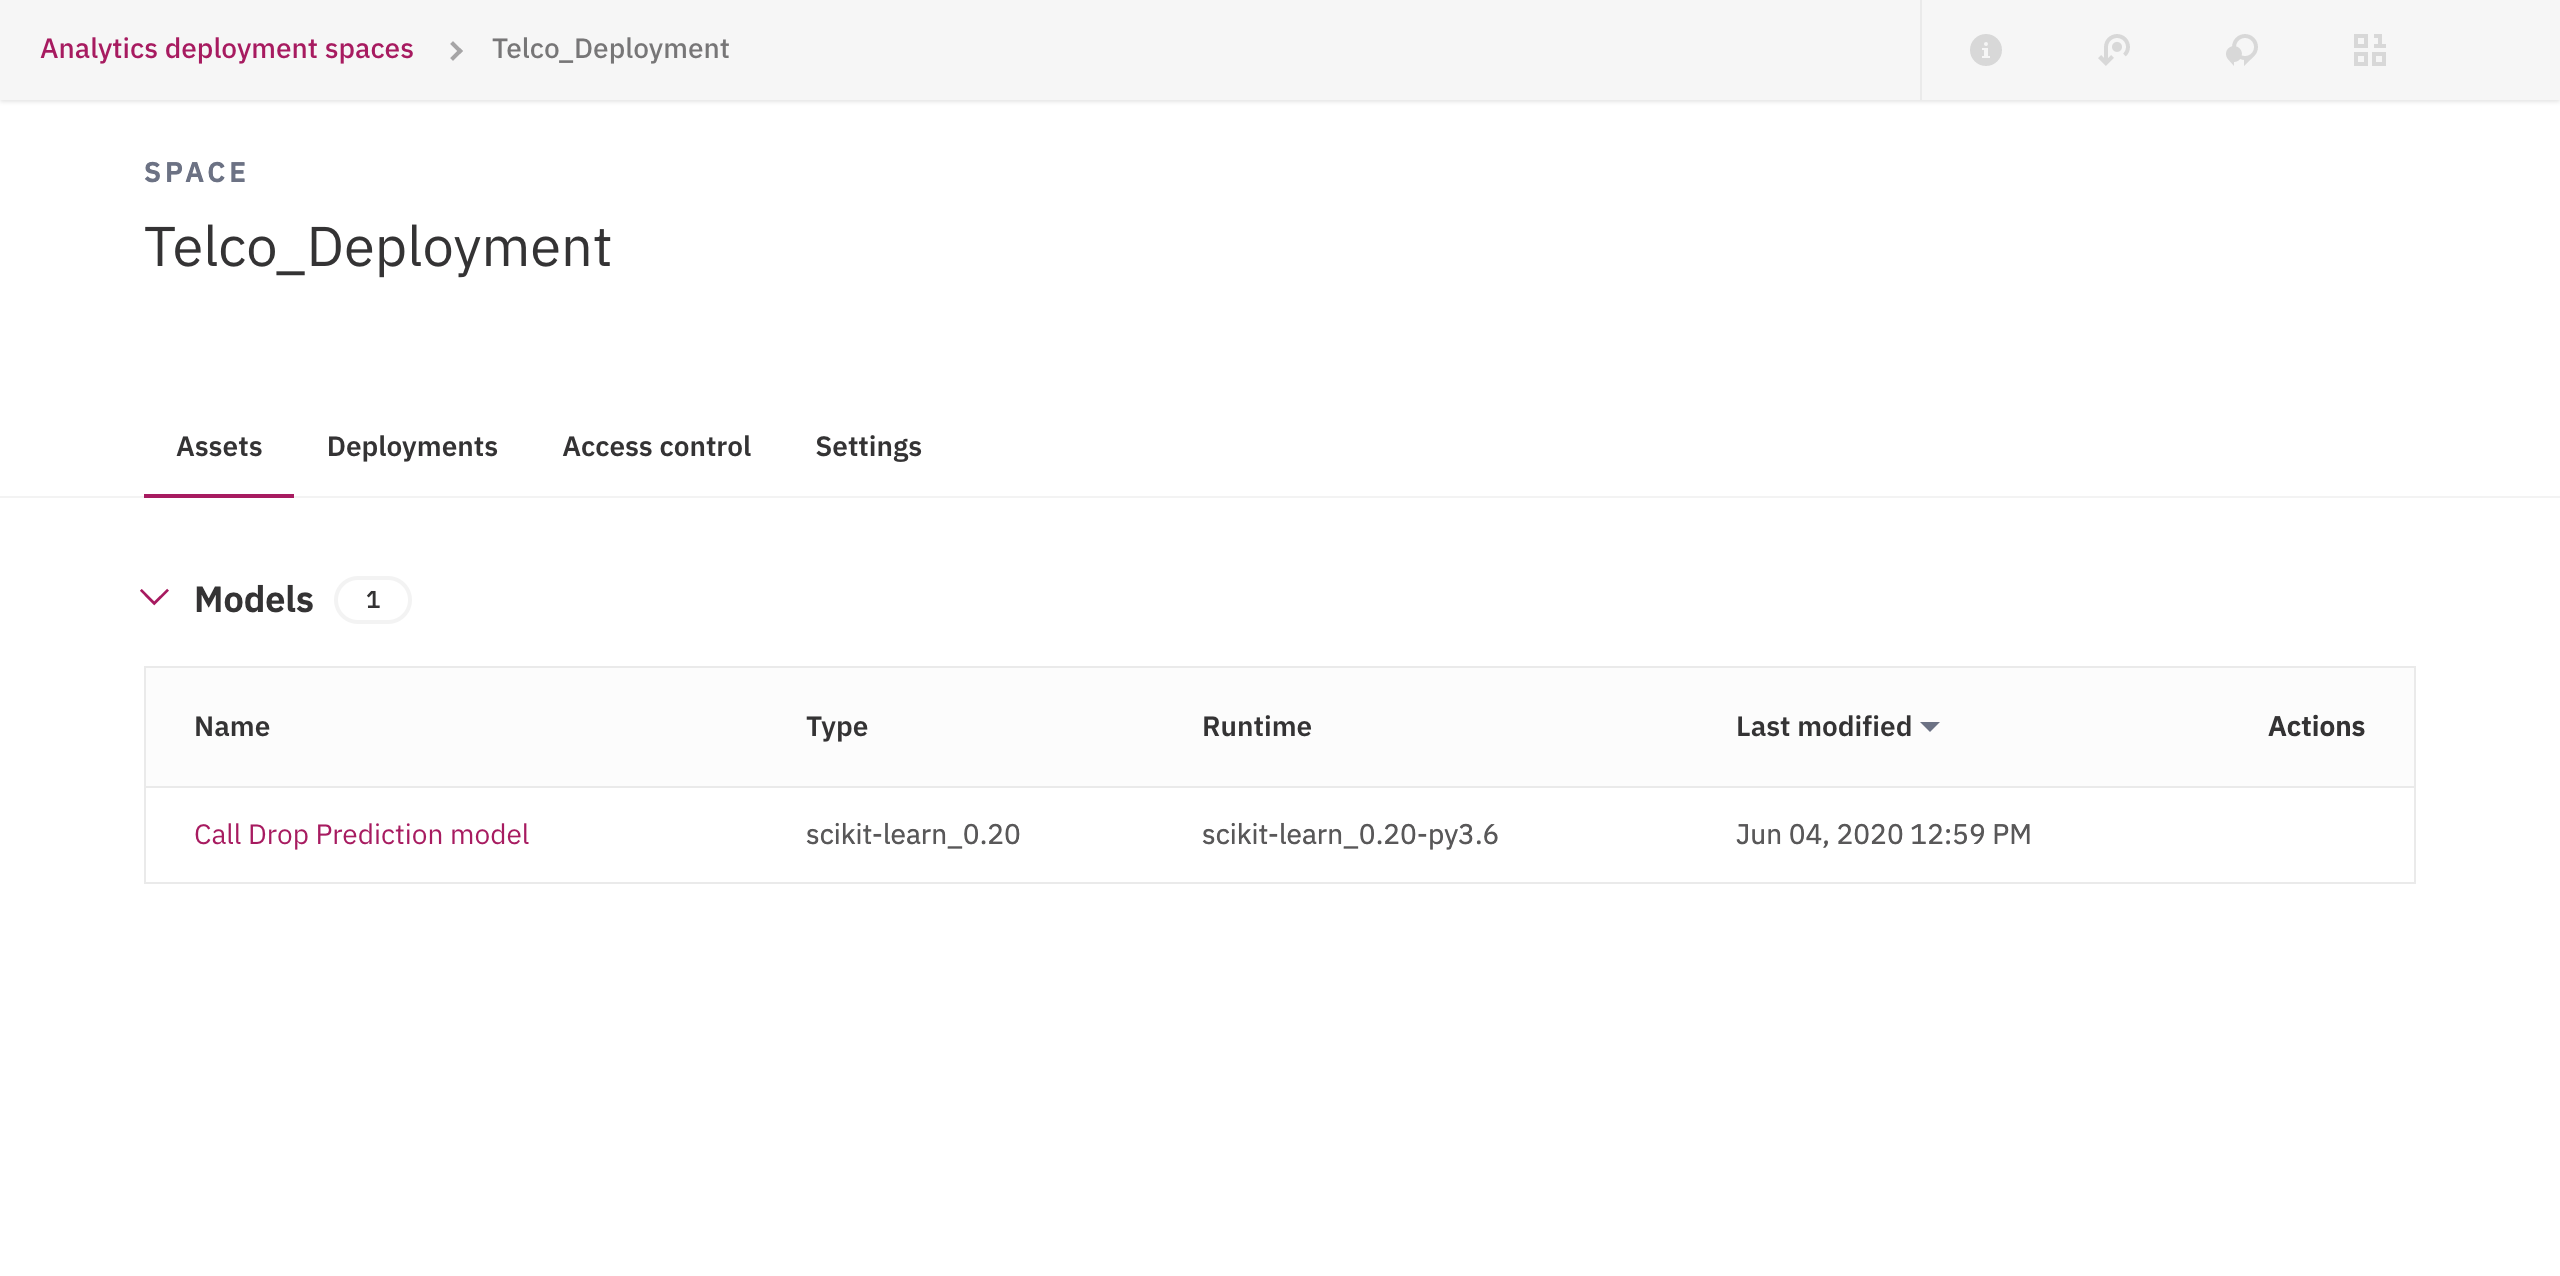 Analytics deployment spaces > Telco_Deployment
SPACE
Telco_Deployment
Assets Deployments Access control Settings
Models 1
Name Type Runtime Last modified Actions
Call Drop Prediction model scikit-learn_0.20 scikit-learn_0.20-py3.6 Jun 04, 2020 12:59 PM